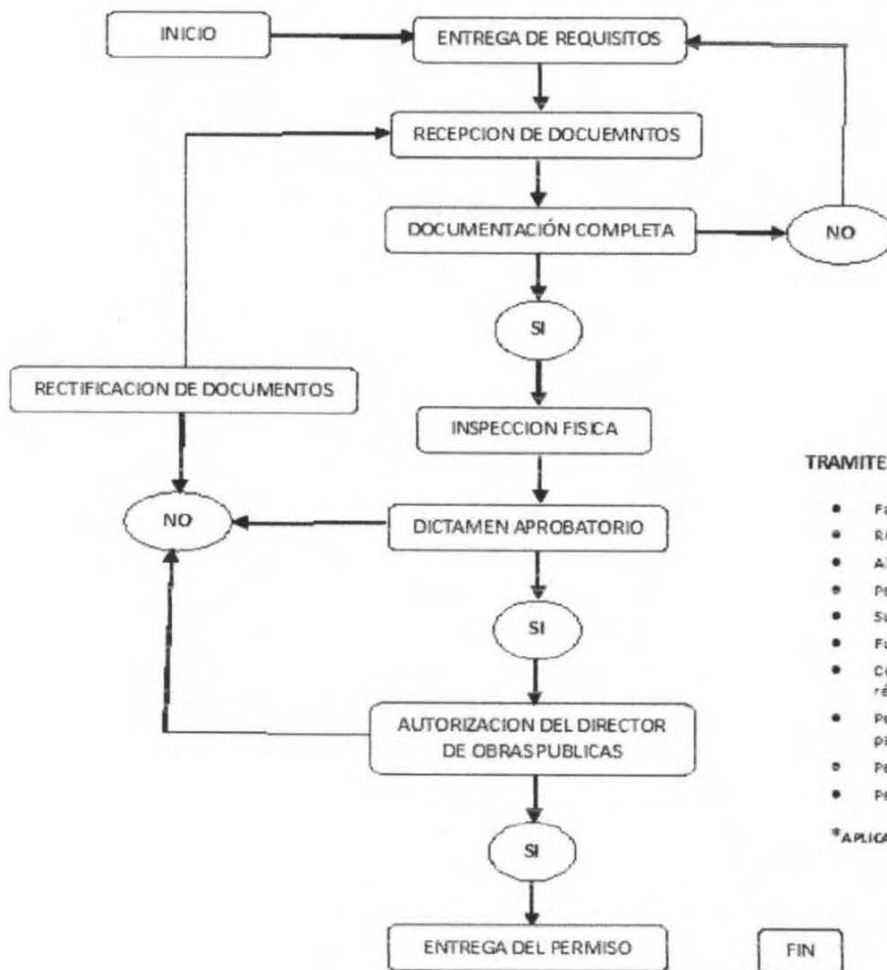 INICIO
ENTREGA DE REQUISITOS
RECEPCION DE DOCUEMNTOS
DOCUMENTACIÓN COMPLETA
NO
SI
RECTIFICACION DE DOCUMENTOS
INSPECCION FISICA
NO
DICTAMEN APROBATORIO
SI
AUTORIZACION DEL DIRECTOR
DE OBRAS PUBLICAS
SI
ENTREGA DEL PERMISO
FIN
TRAMITE